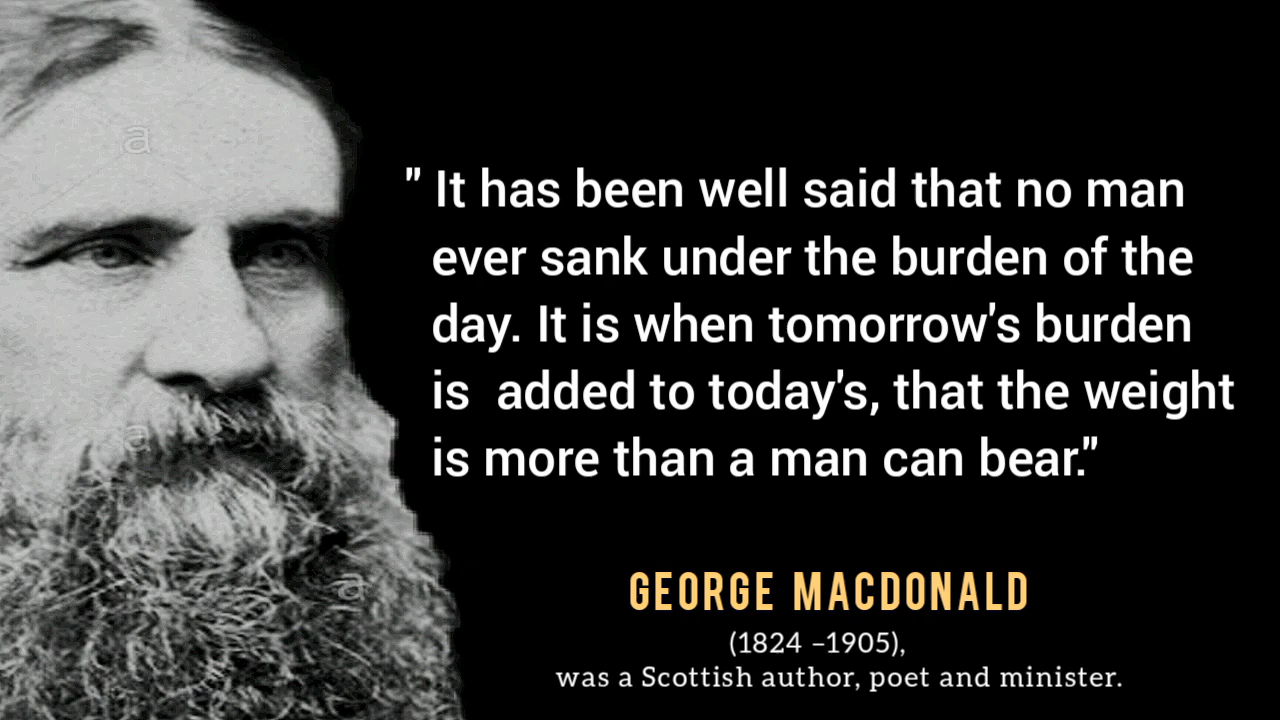 " It has been well said that no man
ever sank under the burden of the
day. It is when tomorrow's burden
is added to today's, that the weight
is more than a man can bear."
GEORGE MACDONALD
(1824 –1905),
was a Scottish author, poet and minister.
a
a
a